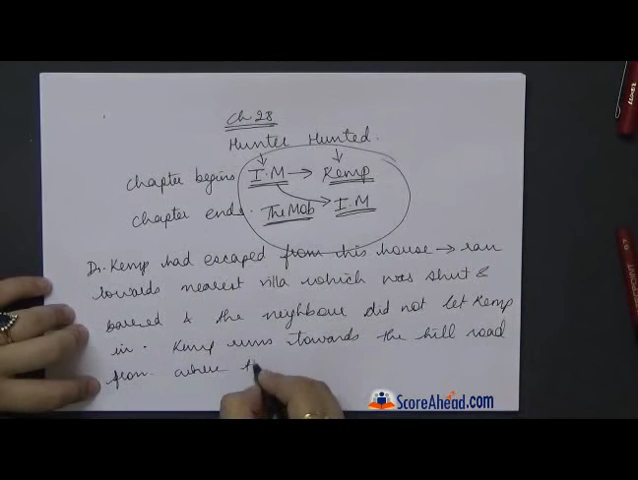 Ch 28
Hunter Hunted.
chapter begins I.M → Kemp
chapter ends. The Mob I.M
Dr. Kemp had escaped from this house → ran
towards nearest villa which was shut &
barred & the neighbour did not let Kemp
in. Kemp runs towards the hill road
from where
ScoreAhead.com